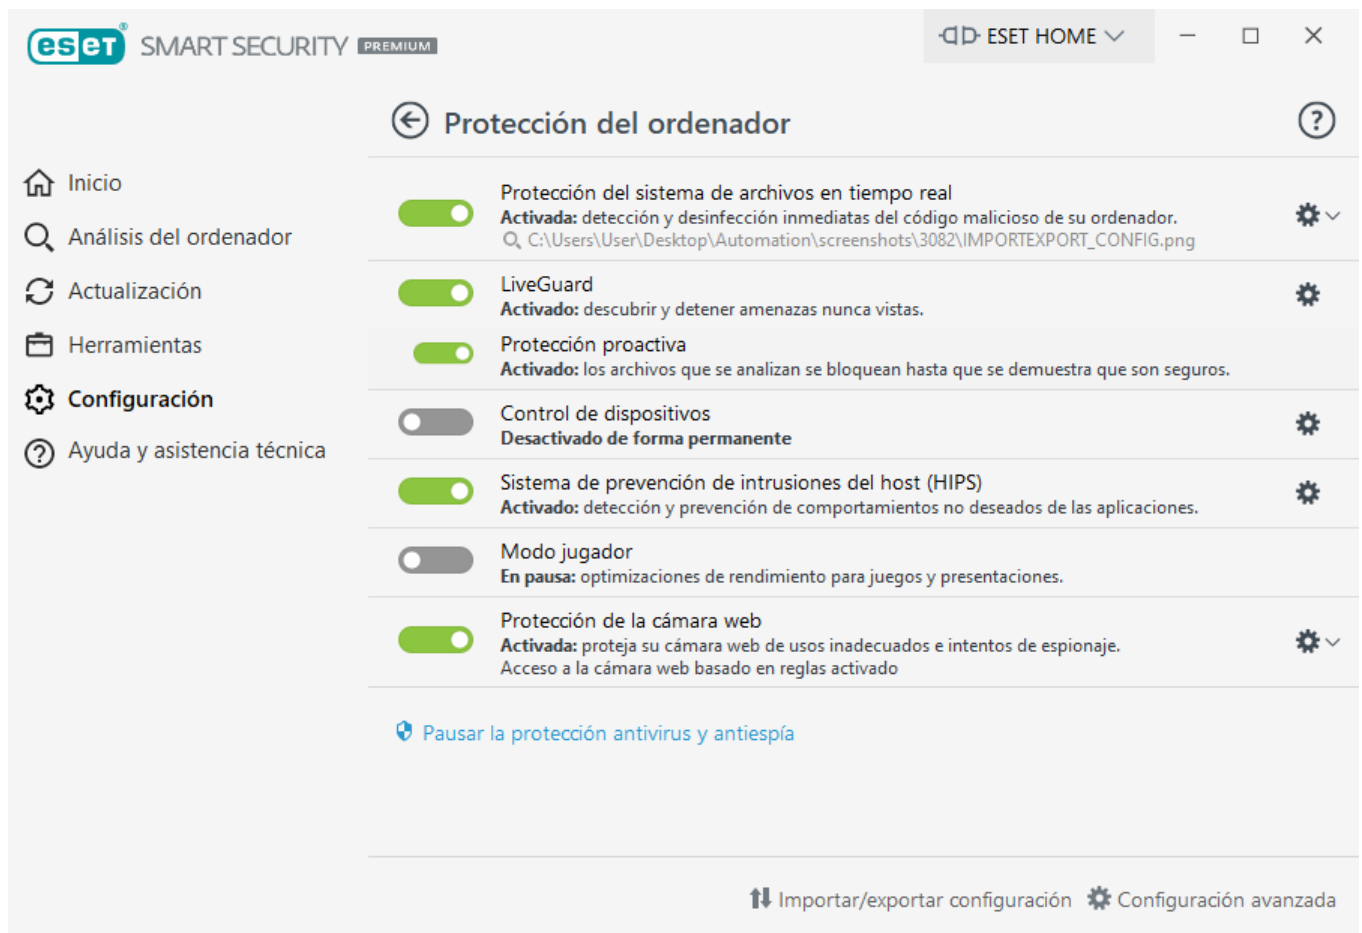 eset® SMART SECURITY PREMIUM
ESET HOME
Protección del ordenador
Inicio
Análisis del ordenador
Actualización
Herramientas
Configuración
Ayuda y asistencia técnica
Protección del sistema de archivos en tiempo real
Activada: detección y desinfección inmediatas del código malicioso de su ordenador.
C:\Users\User\Desktop\Automation\screenshots\3082\IMPORTEXPORT_CONFIG.png
LiveGuard
Activado: descubrir y detener amenazas nunca vistas.
Protección proactiva
Activado: los archivos que se analizan se bloquean hasta que se demuestra que son seguros.
Control de dispositivos
Desactivado de forma permanente
Sistema de prevención de intrusiones del host (HIPS)
Activado: detección y prevención de comportamientos no deseados de las aplicaciones.
Modo jugador
En pausa: optimizaciones de rendimiento para juegos y presentaciones.
Protección de la cámara web
Activada: proteja su cámara web de usos inadecuados e intentos de espionaje.
Acceso a la cámara web basado en reglas activado
Pausar la protección antivirus y antiespía
Importar/exportar configuración
Configuración avanzada